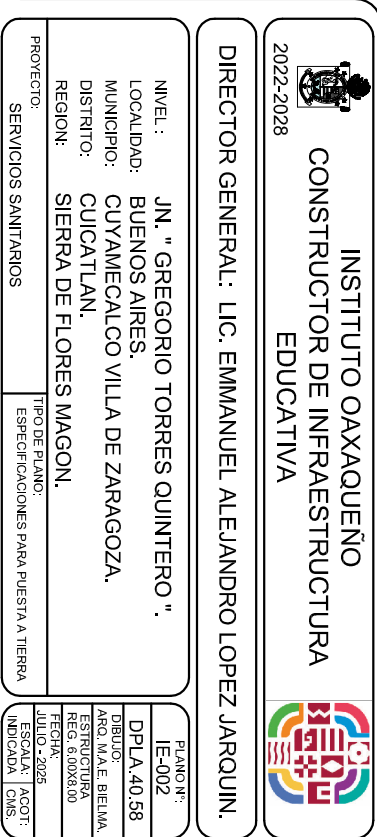 INSTITUTO OAXAQUEÑO
CONSTRUCTOR DE INFRAESTRUCTURA
EDUCATIVA
2022-2028
DIRECTOR GENERAL: LIC. EMMANUEL ALEJANDRO LOPEZ JARQUIN.
NIVEL : JN. " GREGORIO TORRES QUINTERO ".
LOCALIDAD: BUENOS AIRES.
MUNICIPIO: CUYAMECALCO VILLA DE ZARAGOZA.
DISTRITO: CUICATLAN.
REGION: SIERRA DE FLORES MAGON.
PROYECTO:
SERVICIOS SANITARIOS
TIPO DE PLANO:
ESPECIFICACIONES PARA PUESTA A TIERRA
PLANO N°:
IE-002
DPLA.40.58
DIBUJO:
ARQ. M.A.E. BIELMA.
ESTRUCTURA
REG. 6.00X8.00
FECHA:
JULIO - 2025
ESCALA:
INDICADA
ACOT:
CMS.